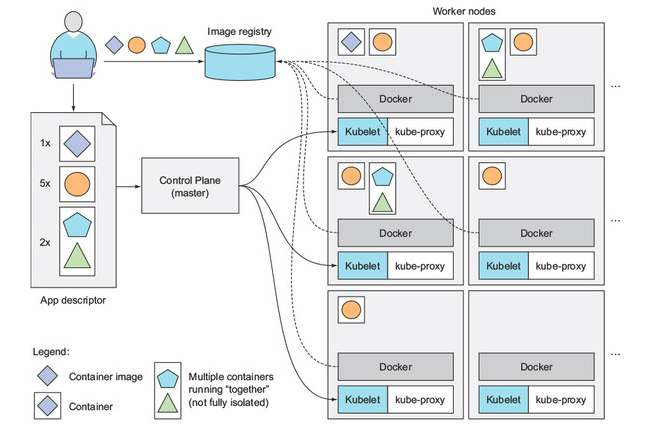 Worker nodes
Image registry
Docker
Kubelet kube-proxy
Docker
Kubelet kube-proxy
...
1x
5x
2x
App descriptor
Control Plane
(master)
Docker
Kubelet kube-proxy
Docker
Kubelet kube-proxy
...
Docker
Kubelet kube-proxy
Docker
Kubelet kube-proxy
...
Legend:
Container image
Container
Multiple containers
running “together”
(not fully isolated)